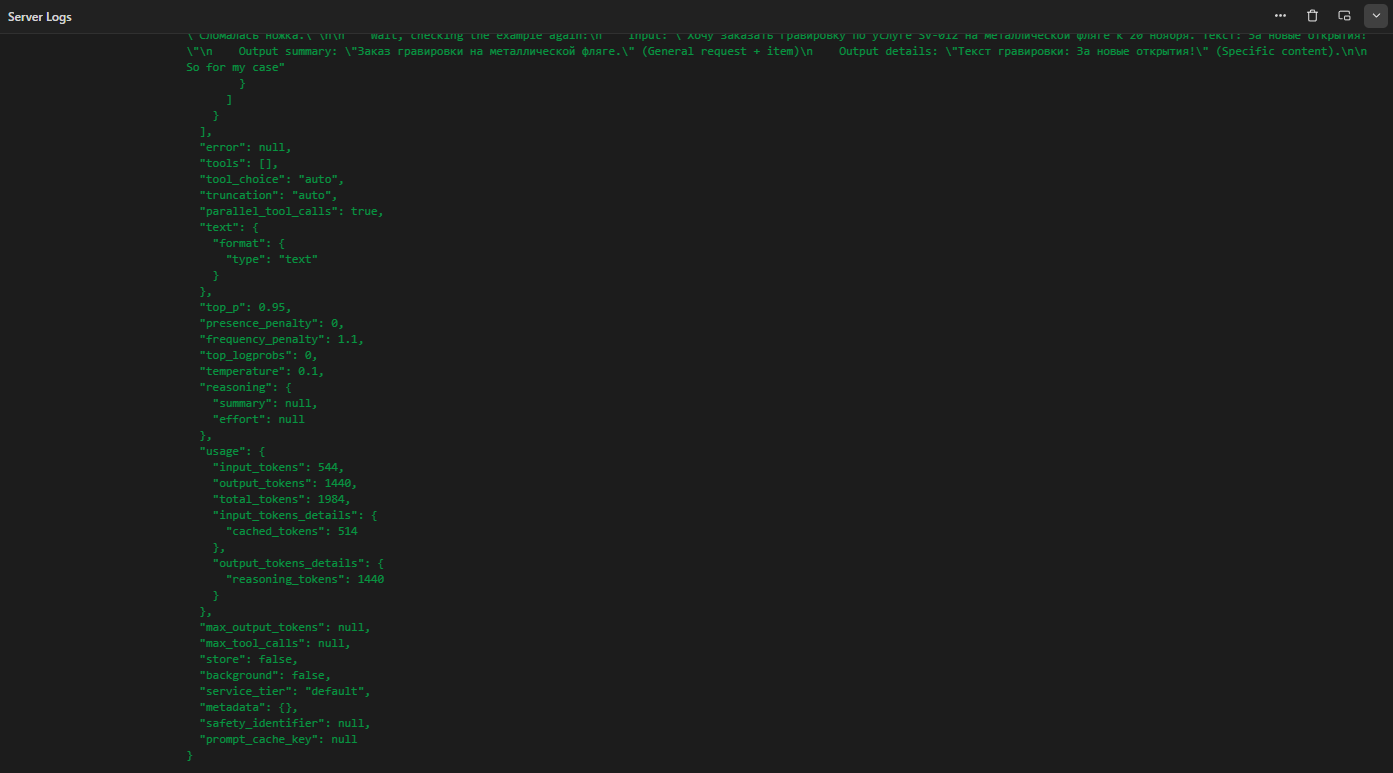 Server Logs
\"Сломалась ножка.\"\n\n    Wait, checking the example again:\n    Input: \"Хочу заказать гравировку по услуге SV-012 на металлической фляге к 20 ноября. Текст: За новые открытия!
\"\n    Output summary: \"Заказ гравировки на металлической фляге.\" (General request + item)\n    Output details: \"Текст гравировки: За новые открытия!\" (Specific content).\n\n
So for my case"
}
]
}
],
"error": null,
"tools": [],
"tool_choice": "auto",
"truncation": "auto",
"parallel_tool_calls": true,
"text": {
"format": {
"type": "text"
}
},
"top_p": 0.95,
"presence_penalty": 0,
"frequency_penalty": 1.1,
"top_logprobs": 0,
"temperature": 0.1,
"reasoning": {
"summary": null,
"effort": null
},
"usage": {
"input_tokens": 544,
"output_tokens": 1440,
"total_tokens": 1984,
"input_tokens_details": {
"cached_tokens": 514
},
"output_tokens_details": {
"reasoning_tokens": 1440
}
},
"max_output_tokens": null,
"max_tool_calls": null,
"store": false,
"background": false,
"service_tier": "default",
"metadata": {},
"safety_identifier": null,
"prompt_cache_key": null
}